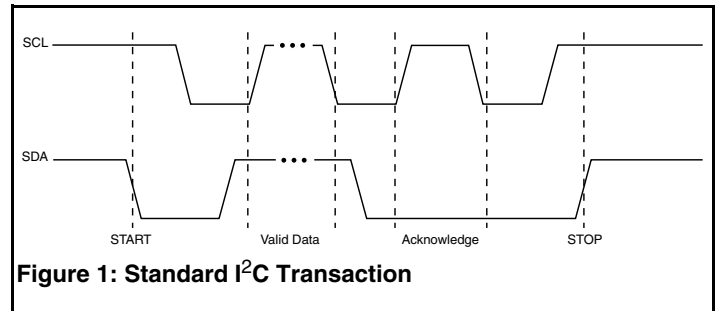 SCL
SDA
START Valid Data Acknowledge STOP
Figure 1: Standard I²C Transaction